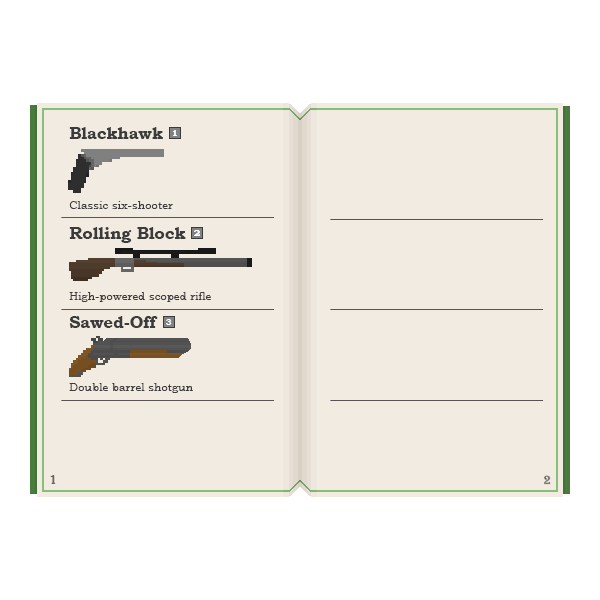 Blackhawk 1
Classic six-shooter
Rolling Block 2
High-powered scoped rifle
Sawed-Off 3
Double barrel shotgun
1
2